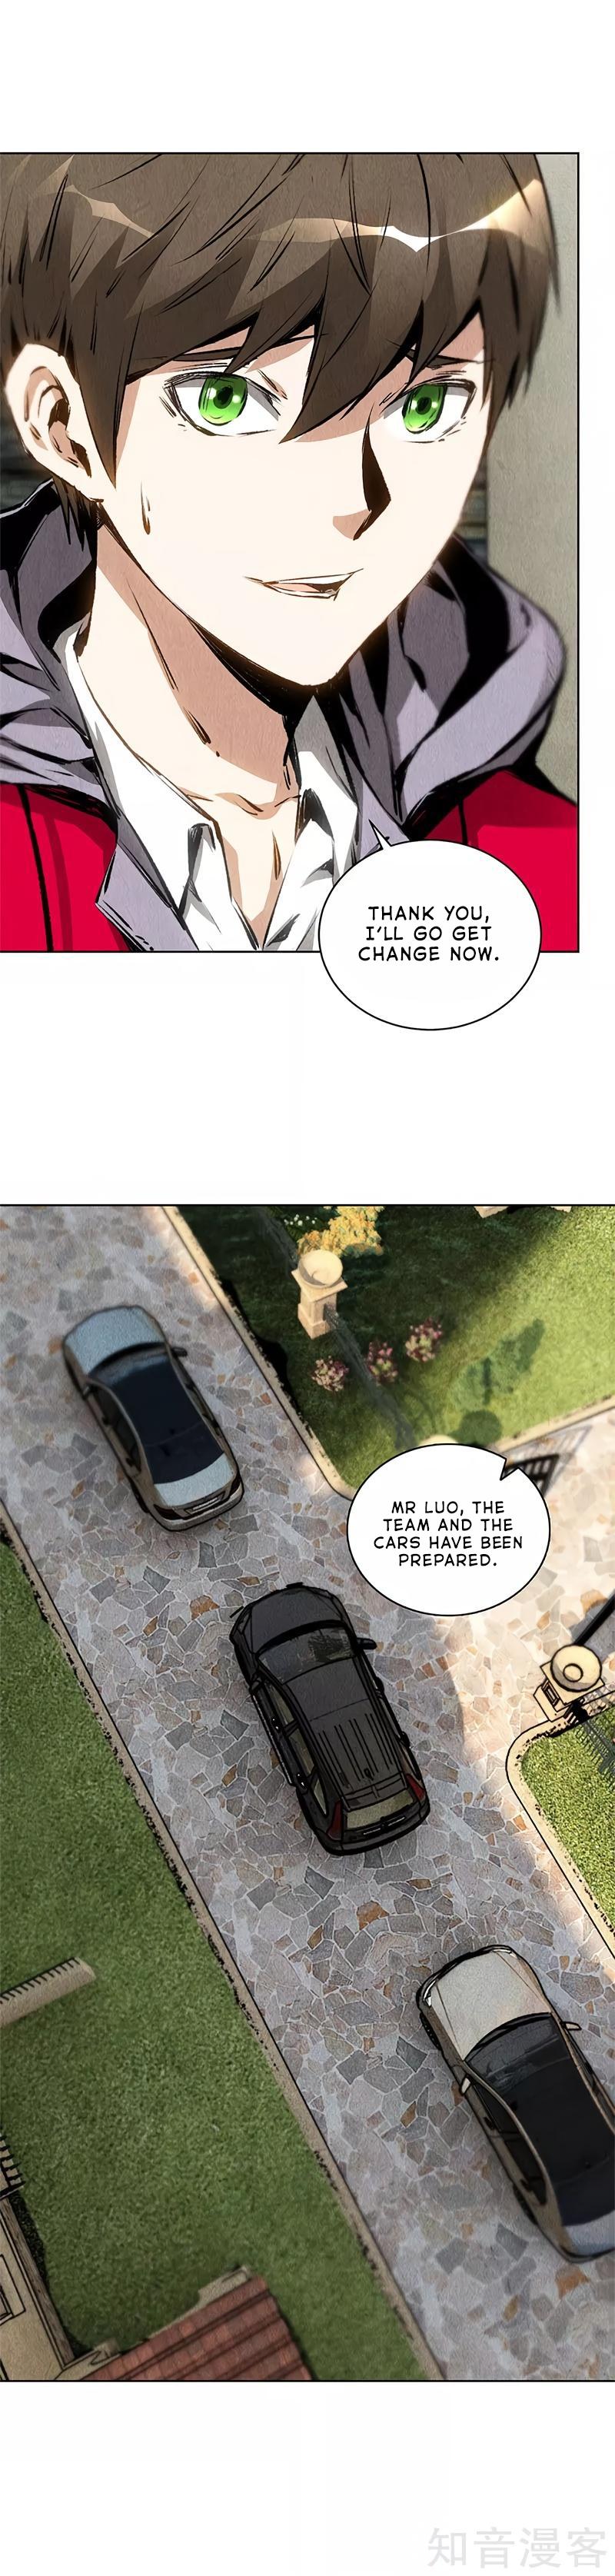 THANK YOU,
I'LL GO GET
CHANGE NOW.
MR LUO, THE
TEAM AND THE
CARS HAVE BEEN
PREPARED.
知音漫客